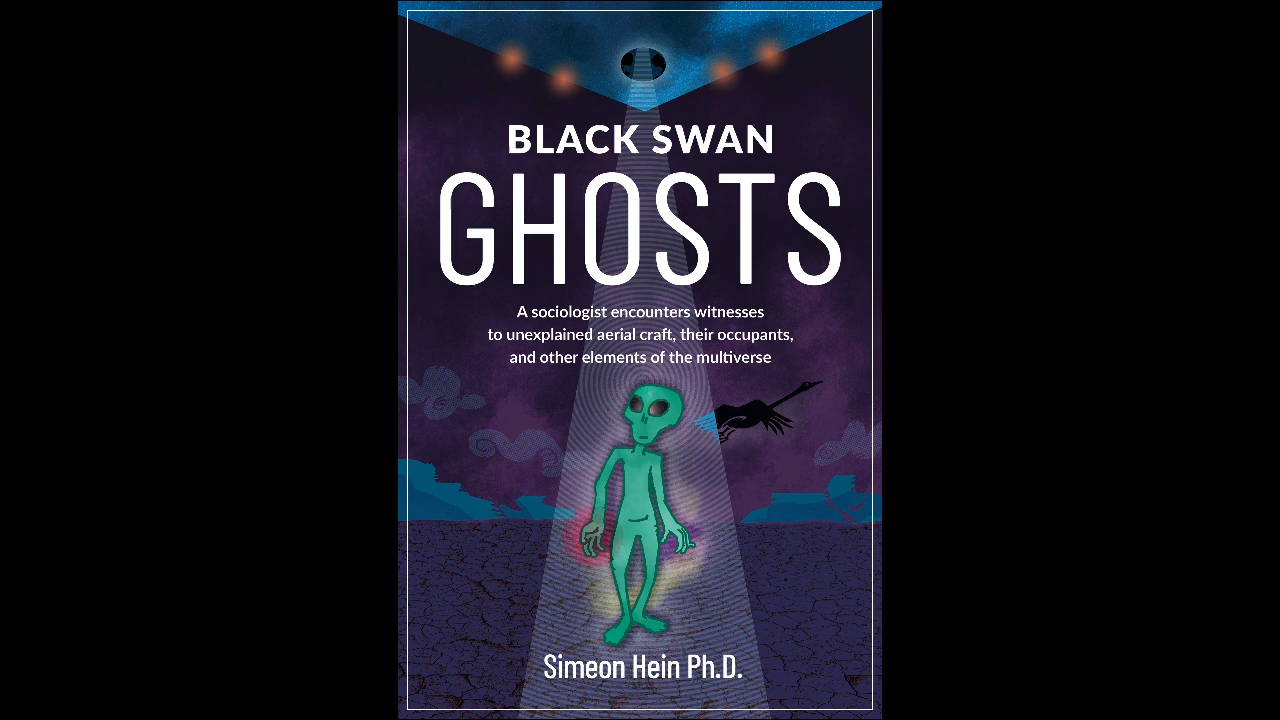 BLACK SWAN
GHOSTS
A sociologist encounters witnesses
to unexplained aerial craft, their occupants,
and other elements of the multiverse
Simeon Hein Ph.D.